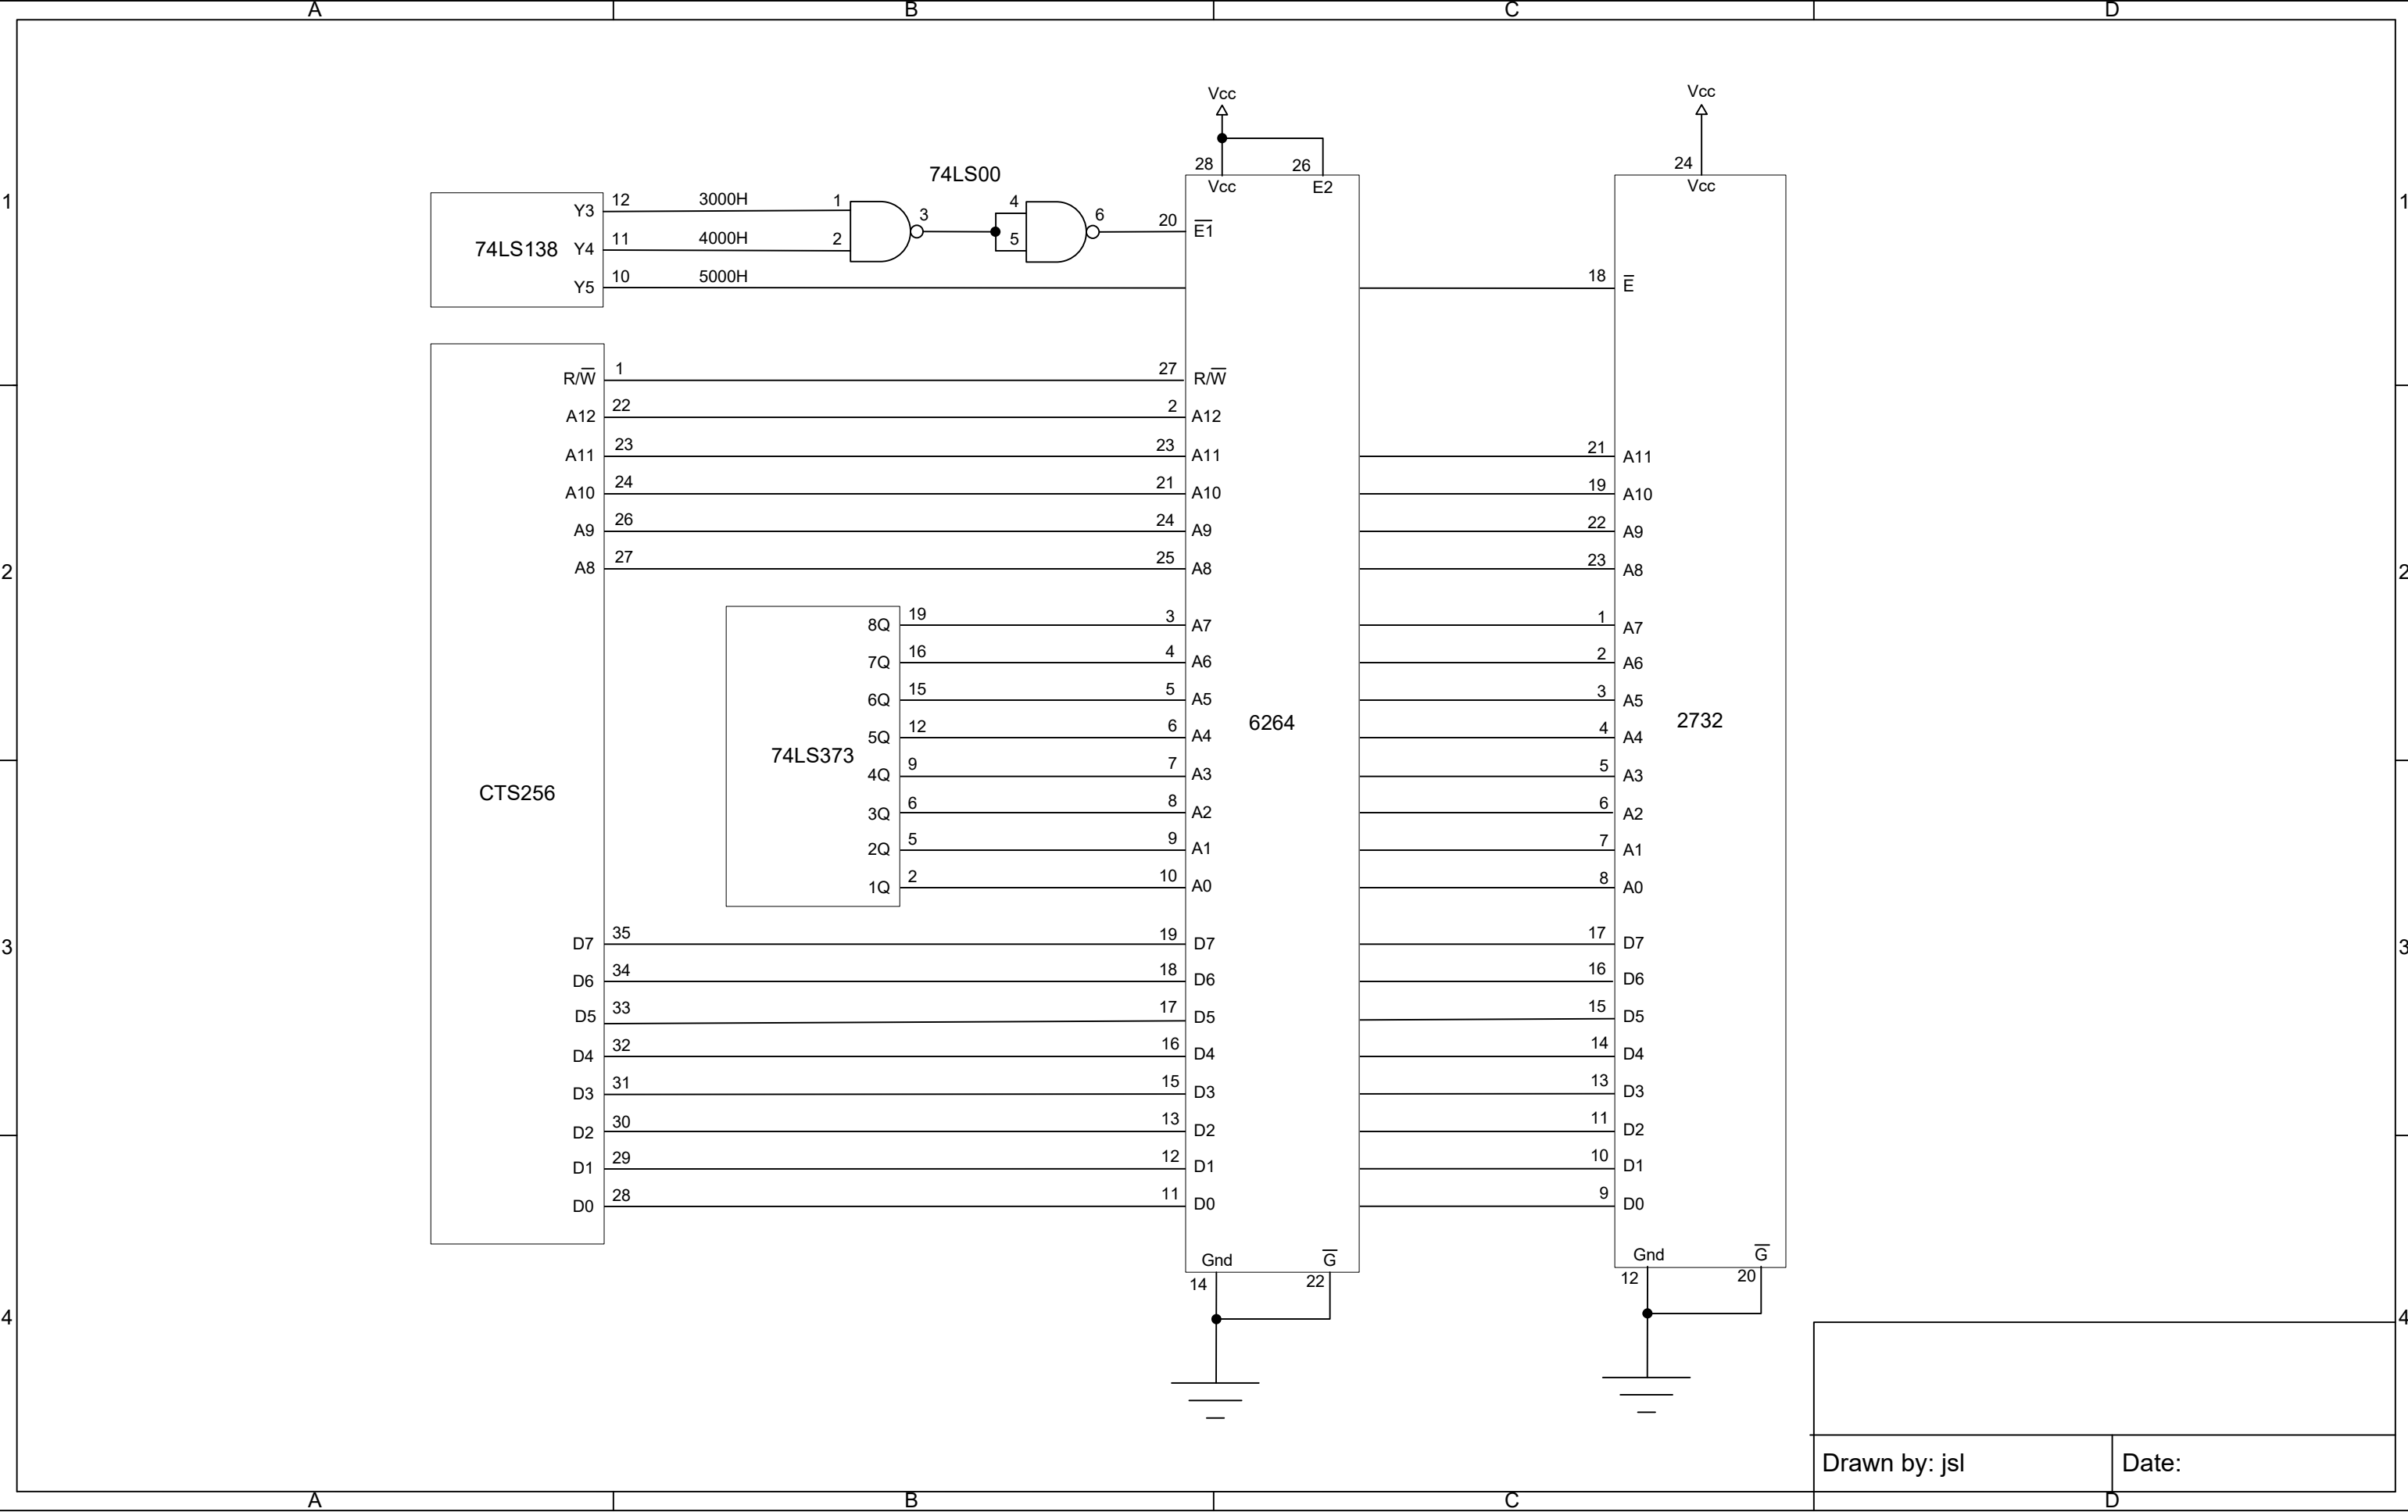 A B C D
Vcc Vcc
28 26 24
74LS00
Vcc E2 Vcc
1 1
Y3 12 3000H 1 3 4 6 20 E̅1̅
74LS138 Y4 11 4000H 2 5
Y5 10 5000H 18 E̅
R/W̅ 1 27 R/W̅
A12 22 2 A12
A11 23 23 A11 21 A11
A10 24 21 A10 19 A10
A9 26 24 A9 22 A9
2 A8 27 25 A8 23 A8 2
8Q 19 3 A7 1 A7
7Q 16 4 A6 2 A6
6Q 15 5 A5 3 A5
6264 2732
5Q 12 6 A4 4 A4
74LS373
4Q 9 7 A3 5 A3
CTS256
3Q 6 8 A2 6 A2
2Q 5 9 A1 7 A1
1Q 2 10 A0 8 A0
3 D7 35 19 D7 17 D7 3
D6 34 18 D6 16 D6
D5 33 17 D5 15 D5
D4 32 16 D4 14 D4
D3 31 15 D3 13 D3
D2 30 13 D2 11 D2
D1 29 12 D1 10 D1
D0 28 11 D0 9 D0
Gnd G̅ Gnd G̅
14 22 12 20
4 4
Drawn by: jsl Date:
A B C D